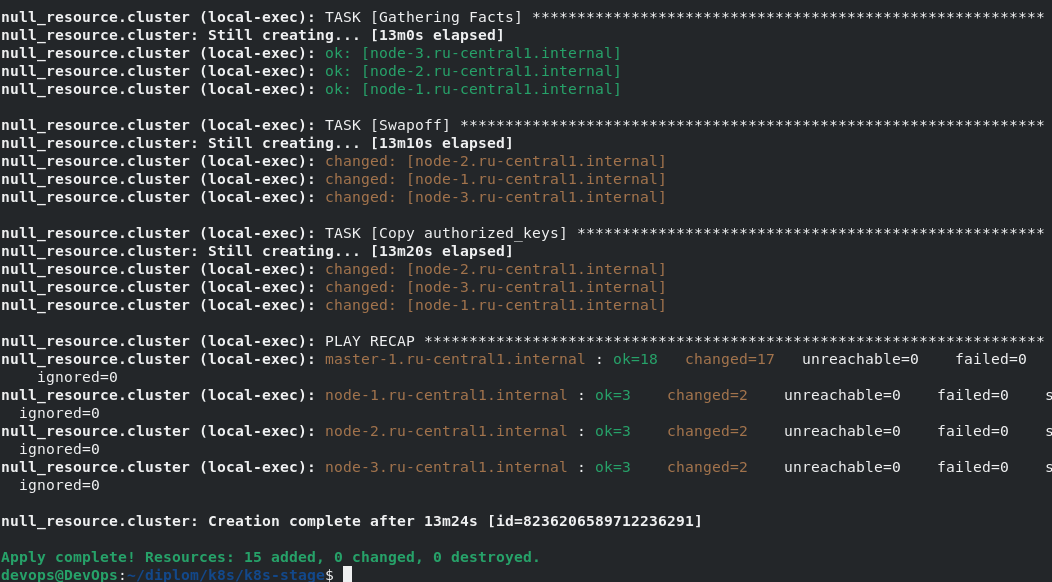 null_resource.cluster (local-exec): TASK [Gathering Facts] *********************************************************
null_resource.cluster: Still creating... [13m0s elapsed]
null_resource.cluster (local-exec): ok: [node-3.ru-central1.internal]
null_resource.cluster (local-exec): ok: [node-2.ru-central1.internal]
null_resource.cluster (local-exec): ok: [node-1.ru-central1.internal]
null_resource.cluster (local-exec): TASK [Swapoff] *****************************************************************
null_resource.cluster: Still creating... [13m10s elapsed]
null_resource.cluster (local-exec): changed: [node-2.ru-central1.internal]
null_resource.cluster (local-exec): changed: [node-1.ru-central1.internal]
null_resource.cluster (local-exec): changed: [node-3.ru-central1.internal]
null_resource.cluster (local-exec): TASK [Copy authorized_keys] ****************************************************
null_resource.cluster: Still creating... [13m20s elapsed]
null_resource.cluster (local-exec): changed: [node-2.ru-central1.internal]
null_resource.cluster (local-exec): changed: [node-3.ru-central1.internal]
null_resource.cluster (local-exec): changed: [node-1.ru-central1.internal]
null_resource.cluster (local-exec): PLAY RECAP *********************************************************************
null_resource.cluster (local-exec): master-1.ru-central1.internal : ok=18   changed=17   unreachable=0    failed=0
    ignored=0
null_resource.cluster (local-exec): node-1.ru-central1.internal : ok=3    changed=2    unreachable=0    failed=0    s
  ignored=0
null_resource.cluster (local-exec): node-2.ru-central1.internal : ok=3    changed=2    unreachable=0    failed=0    s
  ignored=0
null_resource.cluster (local-exec): node-3.ru-central1.internal : ok=3    changed=2    unreachable=0    failed=0    s
  ignored=0
null_resource.cluster: Creation complete after 13m24s [id=8236206589712236291]
Apply complete! Resources: 15 added, 0 changed, 0 destroyed.
devops@DevOps:~/diplom/k8s/k8s-stage$